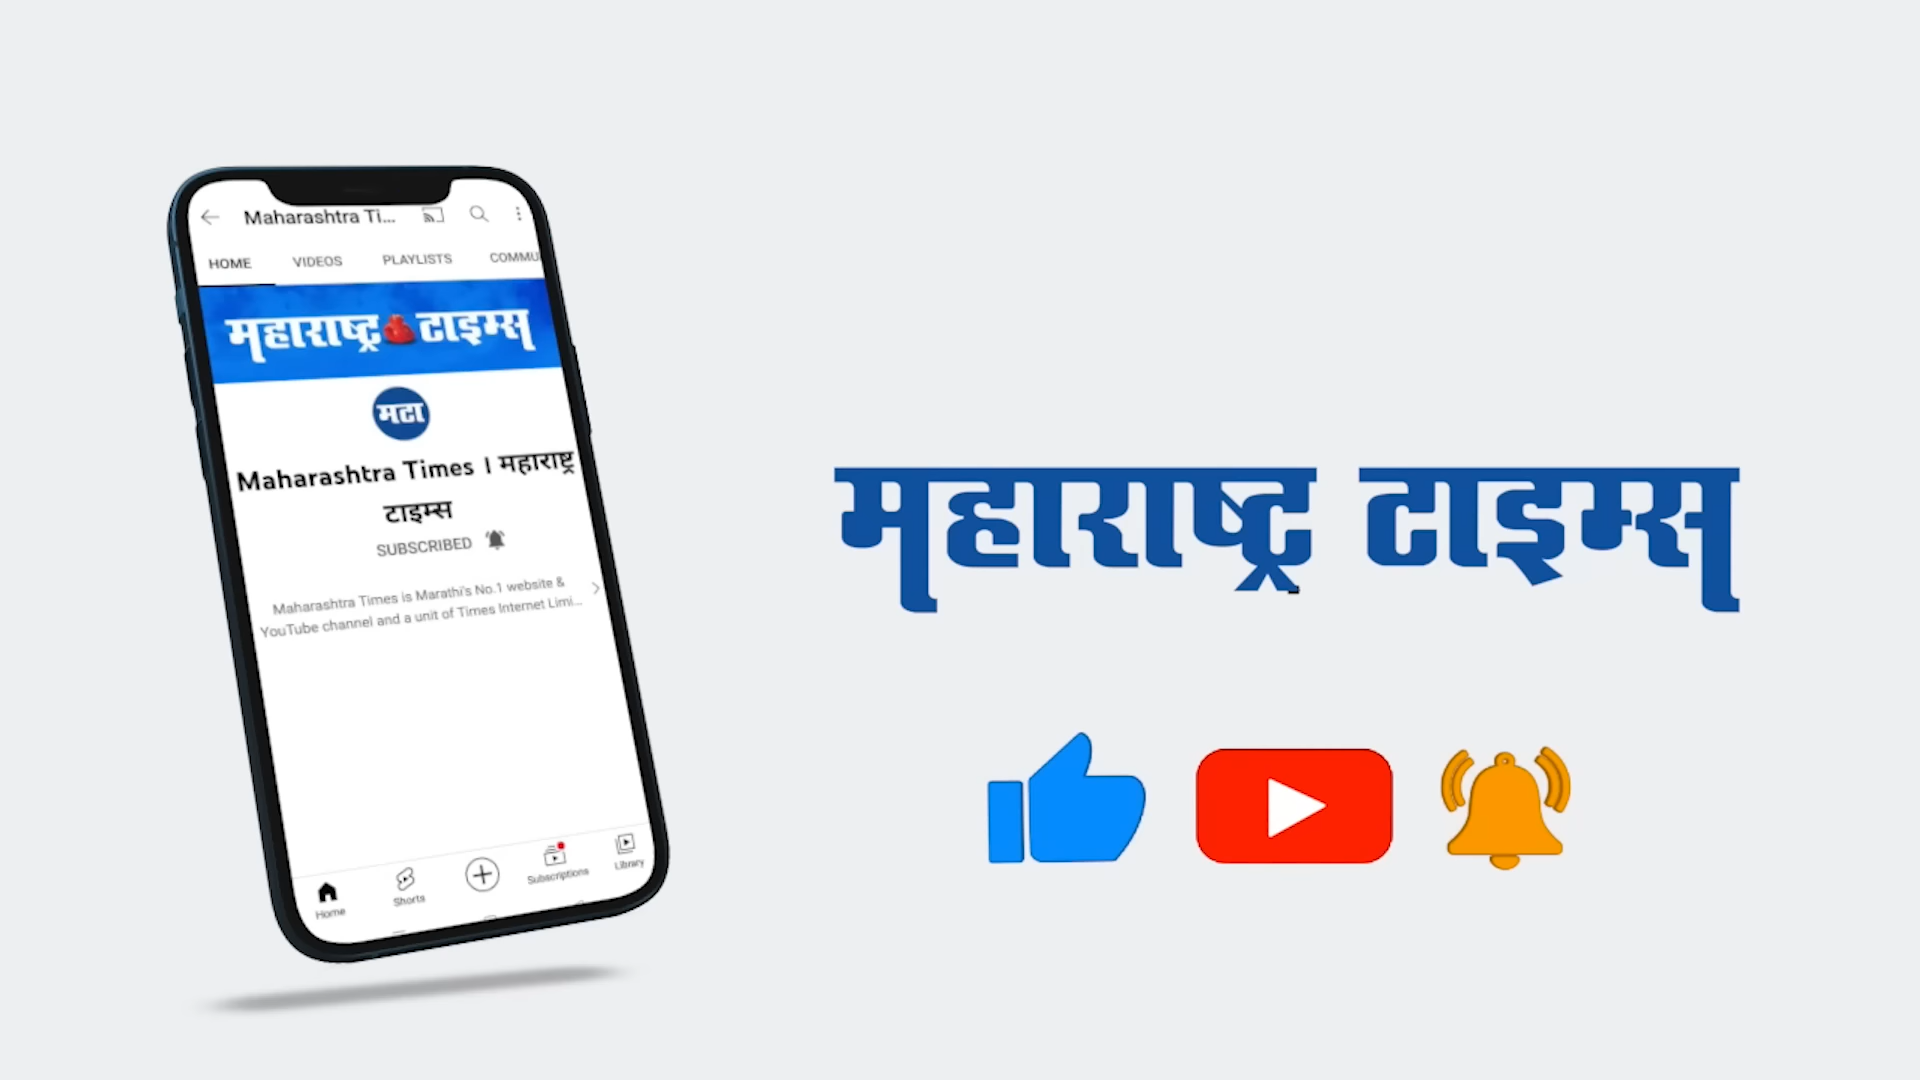 Maharashtra Ti...
HOME VIDEOS PLAYLISTS COMMU
महाराष्ट्र टाइम्स
मटा
Maharashtra Times । महाराष्ट्र
टाइम्स
SUBSCRIBED
Maharashtra Times is Marathi's No.1 website &
YouTube channel and a unit of Times Internet Limi...
Home Shorts Subscriptions Library
महाराष्ट्र टाइम्स